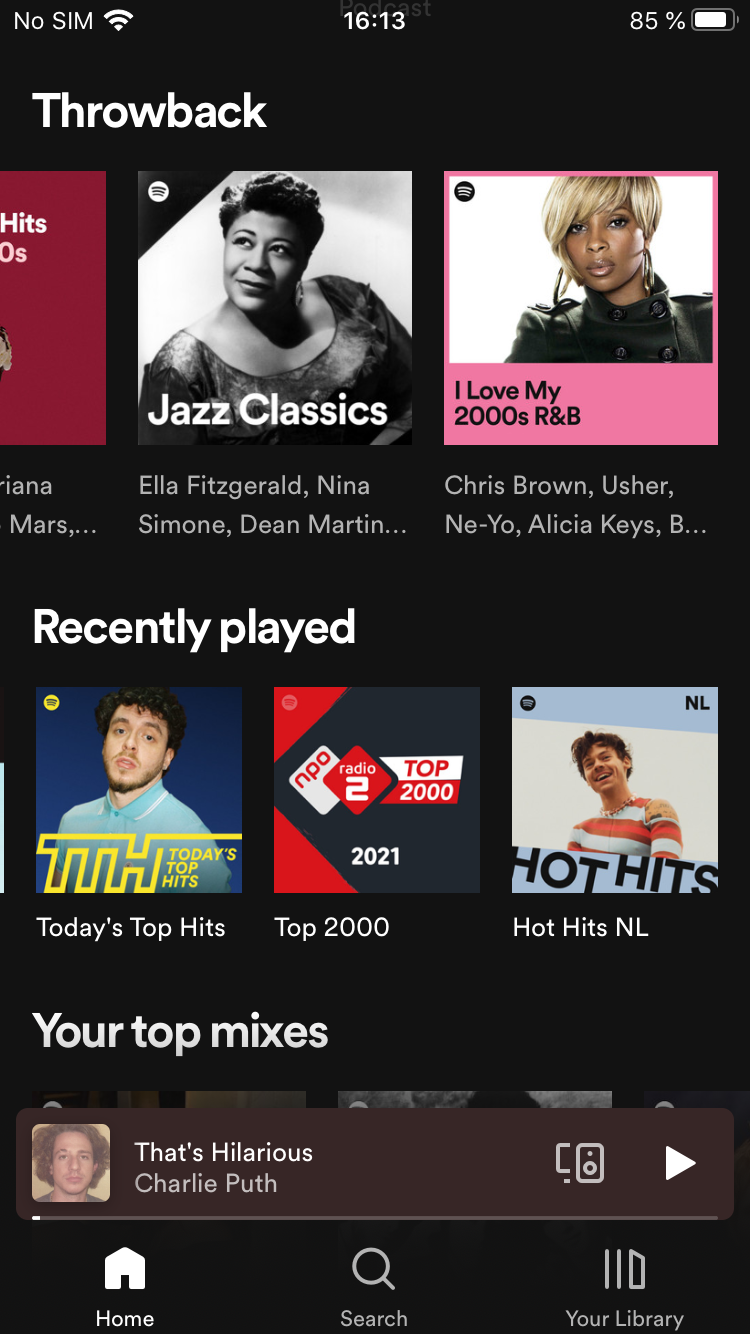 Podcast
No SIM 16:13 85 %
Throwback
Hits
0s
Jazz Classics
I Love My
2000s R&B
riana
Mars,...
Ella Fitzgerald, Nina
Simone, Dean Martin...
Chris Brown, Usher,
Ne-Yo, Alicia Keys, B...
Recently played
TTH TODAY'S
TOP
HITS
npo
radio
2
TOP
2000
2021
NL
HOT HITS
Today's Top Hits
Top 2000
Hot Hits NL
Your top mixes
That's Hilarious
Charlie Puth
Home
Search
Your Library